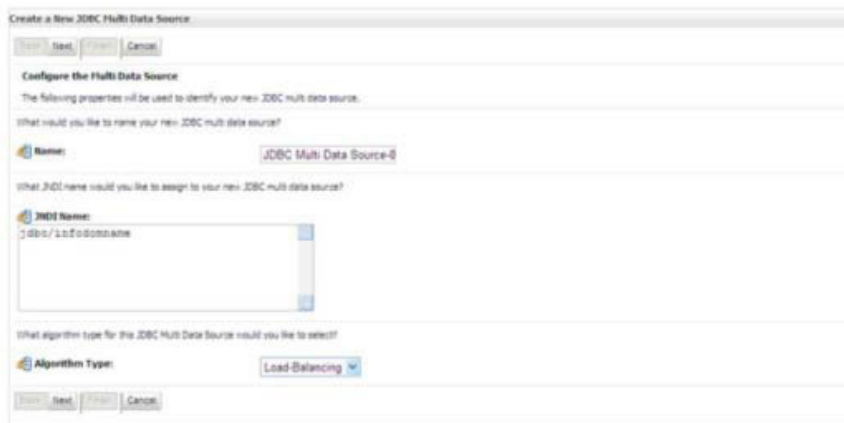 Create a New JDBC Multi Data Source
Back Next Finish Cancel
Configure the Multi Data Source
The following properties will be used to identify your new JDBC multi data source.
What would you like to name your new JDBC multi data source?
Name: JDBC Multi Data Source-0
What JNDI name would you like to assign to your new JDBC multi data source?
JNDI Name:
jdbc/infodomname
What algorithm type for this JDBC Multi Data Source would you like to select?
Algorithm Type: Load-Balancing
Back Next Finish Cancel